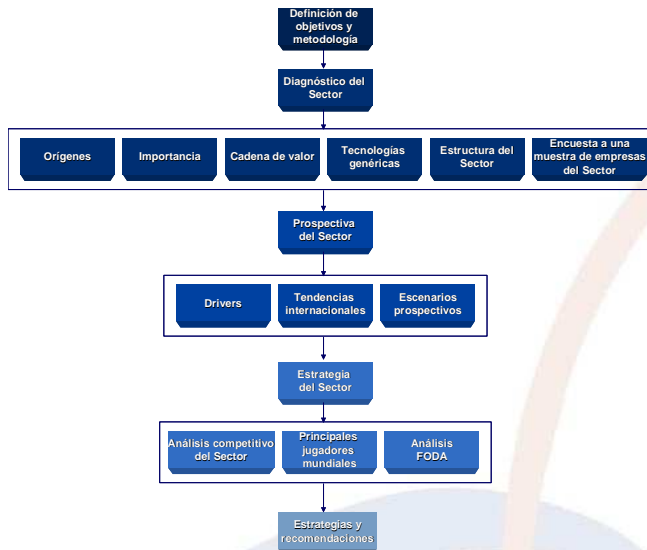 Definición de
objetivos y
metodología
Diagnóstico del
Sector
Orígenes
Importancia
Cadena de valor
Tecnologías
genéricas
Estructura del
Sector
Encuesta a una
muestra de empresas
del Sector
Prospectiva
del Sector
Drivers
Tendencias
internacionales
Escenarios
prospectivos
Estrategia
del Sector
Análisis competitivo
del Sector
Principales
jugadores
mundiales
Análisis
FODA
Estrategias y
recomendaciones